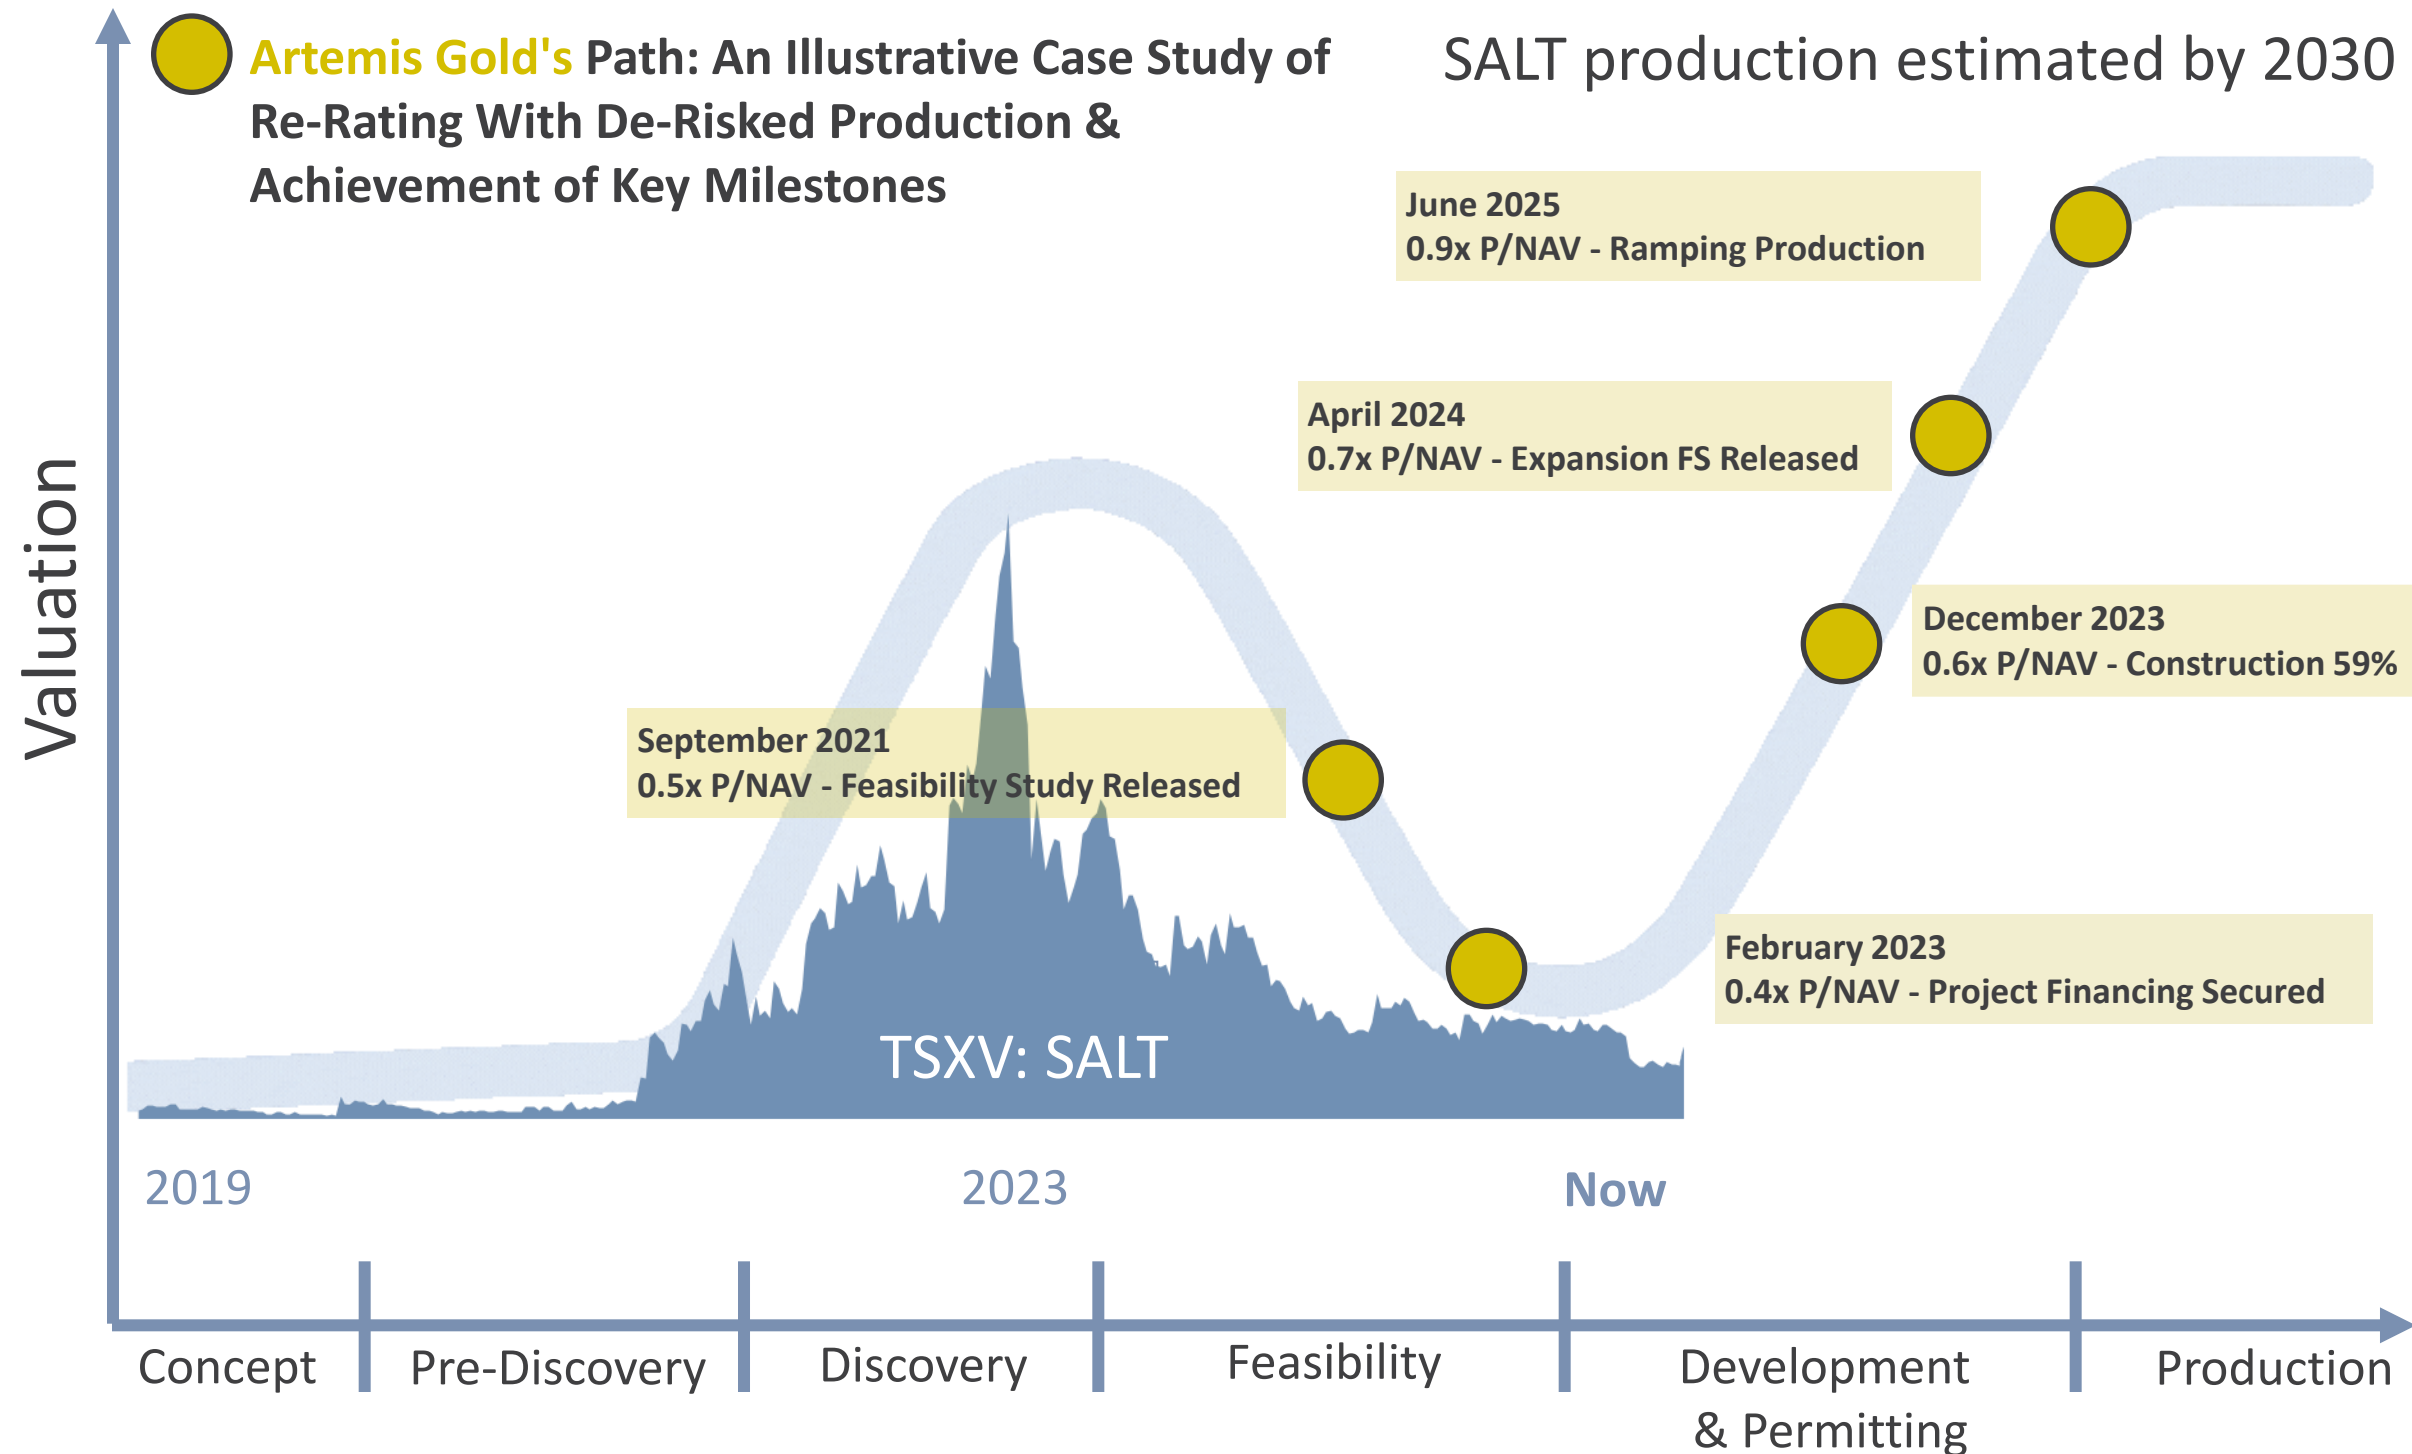 Artemis Gold's Path: An Illustrative Case Study of
Re-Rating With De-Risked Production &
Achievement of Key Milestones
SALT production estimated by 2030
June 2025
0.9x P/NAV - Ramping Production
April 2024
0.7x P/NAV - Expansion FS Released
December 2023
0.6x P/NAV - Construction 59%
September 2021
0.5x P/NAV - Feasibility Study Released
February 2023
0.4x P/NAV - Project Financing Secured
Valuation
TSXV: SALT
2019
2023
Now
Concept
Pre-Discovery
Discovery
Feasibility
Development
& Permitting
Production